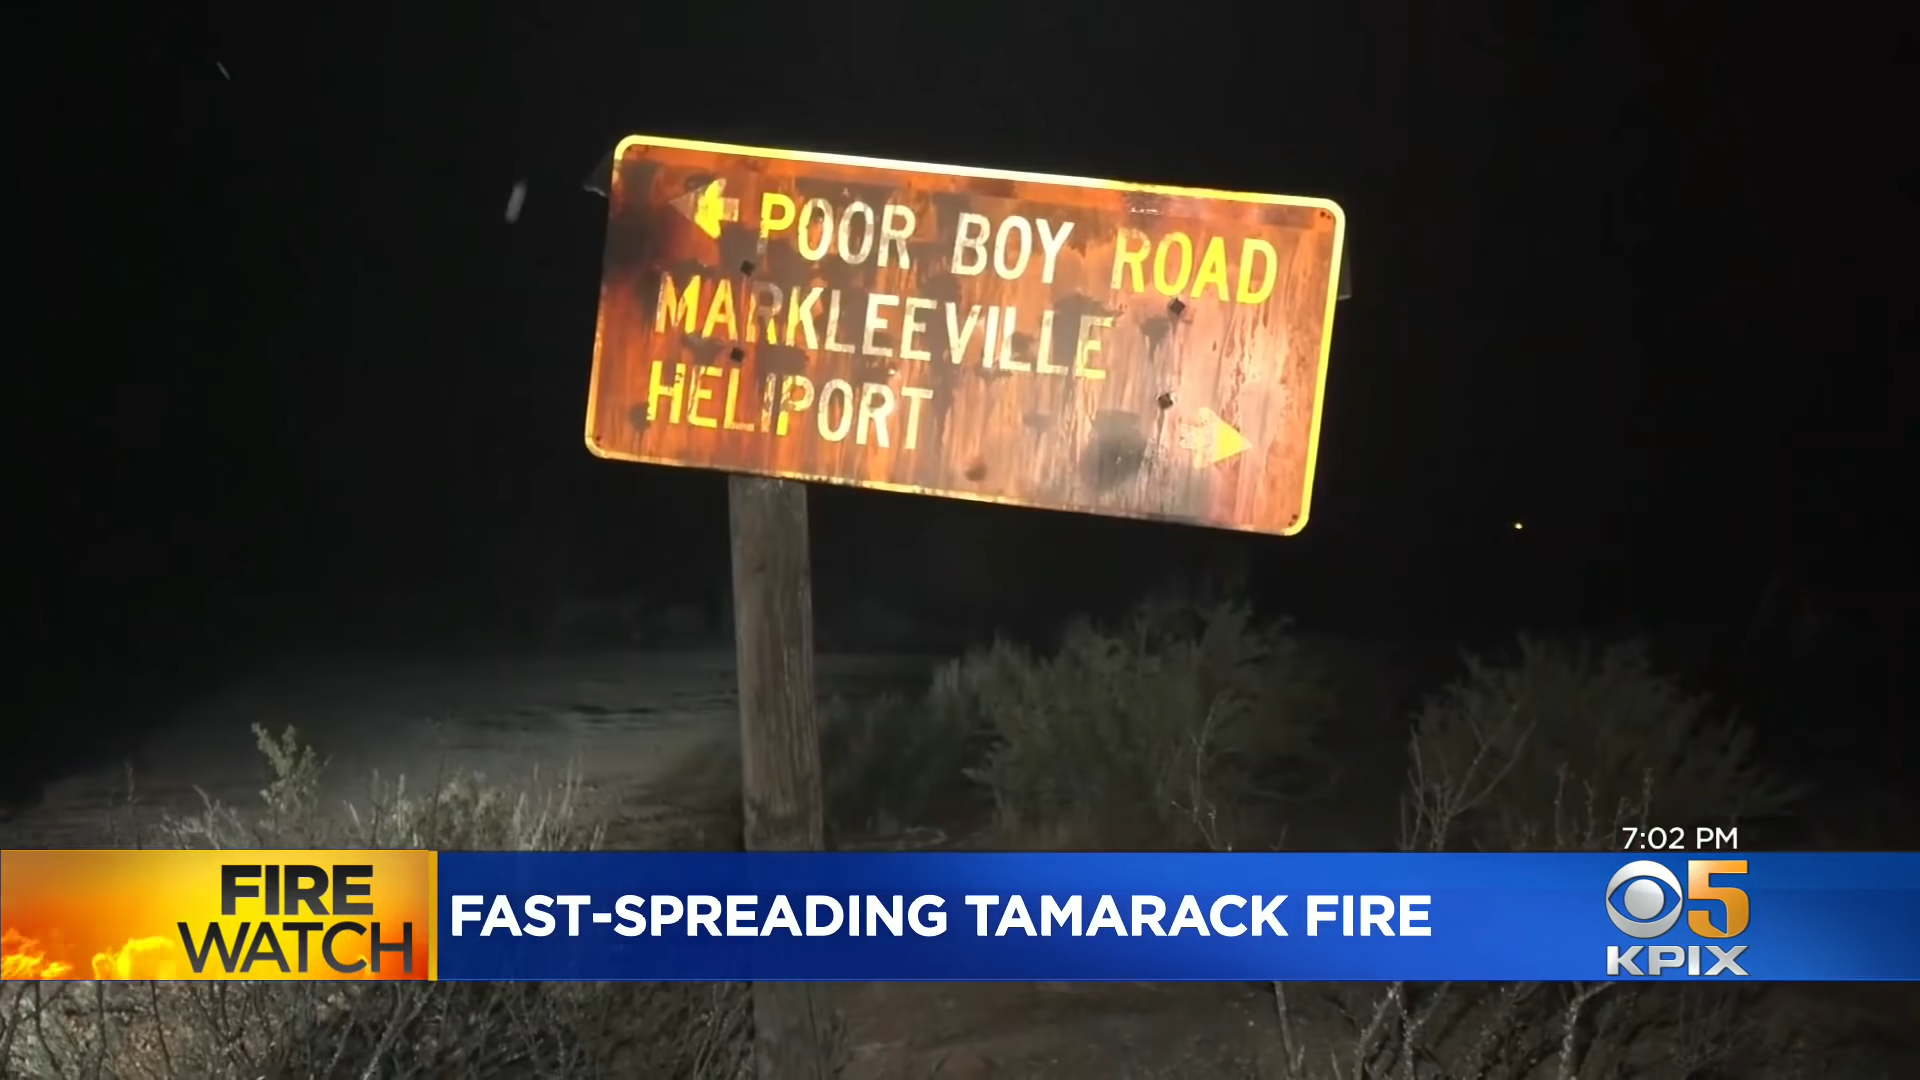 POOR BOY ROAD
MARKLEEVILLE
HELIPORT
7:02 PM
FIRE
WATCH
FAST-SPREADING TAMARACK FIRE
5
KPIX